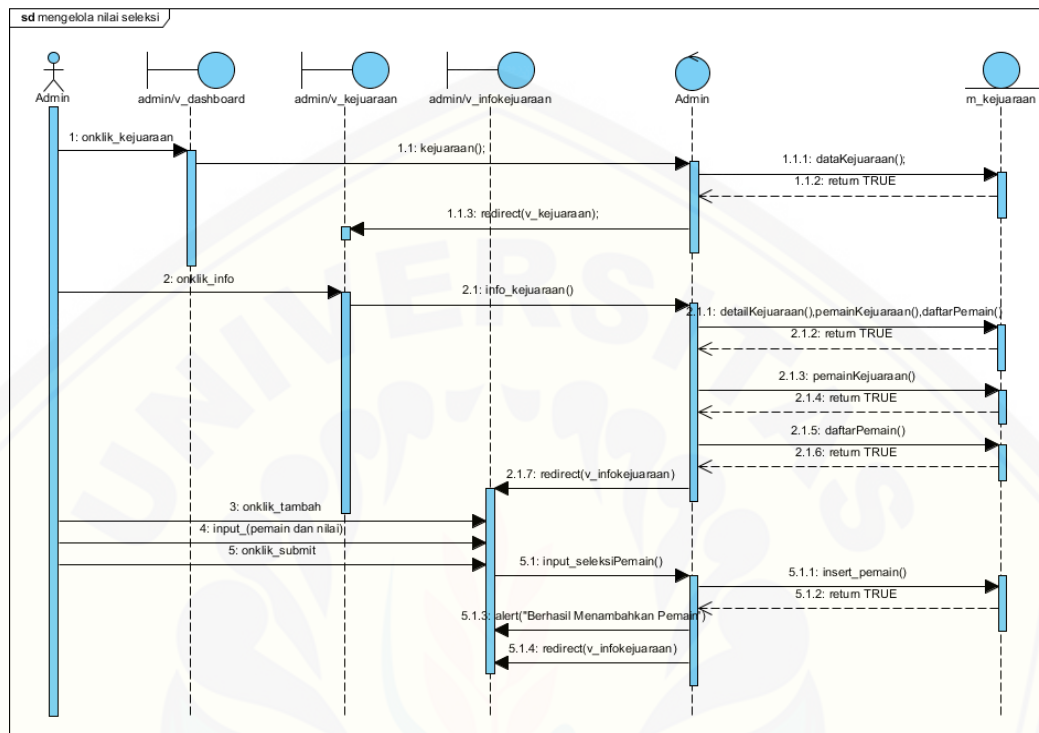 sd mengelola nilai seleksi
Admin
admin/v_dashboard
admin/v_kejuaraan
admin/v_infokejuaraan
Admin
m_kejuaraan
1: onklik_kejuaraan
1.1: kejuaraan();
1.1.1: dataKejuaraan();
1.1.2: return TRUE
1.1.3: redirect(v_kejuaraan);
2: onklik_info
2.1: info_kejuaraan()
2.1.1: detailKejuaraan(),pemainKejuaraan(),daftarPemain()
2.1.2: return TRUE
2.1.3: pemainKejuaraan()
2.1.4: return TRUE
2.1.5: daftarPemain()
2.1.6: return TRUE
2.1.7: redirect(v_infokejuaraan)
3: onklik_tambah
4: input_(pemain dan nilai)
5: onklik_submit
5.1: input_seleksiPemain()
5.1.1: insert_pemain()
5.1.2: return TRUE
5.1.3: alert("Berhasil Menambahkan Pemain")
5.1.4: redirect(v_infokejuaraan)
UNIVERSITAS